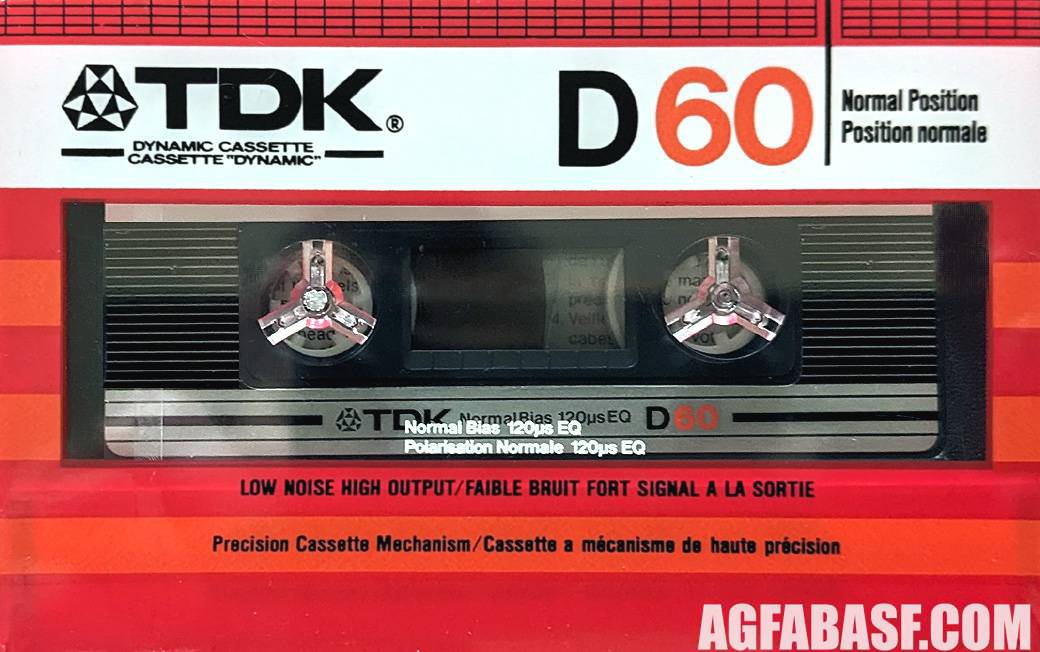 TDK®
DYNAMIC CASSETTE
CASSETTE "DYNAMIC"
D 60
Normal Position
Position normale
TDK Normal Bias 120µs EQ D60
Normal Bias 120µs EQ
Polarisation Normale 120µs EQ
LOW NOISE HIGH OUTPUT/FAIBLE BRUIT FORT SIGNAL A LA SORTIE
Precision Cassette Mechanism/Cassette a mécanisme de haute précision
AGFABASF.COM